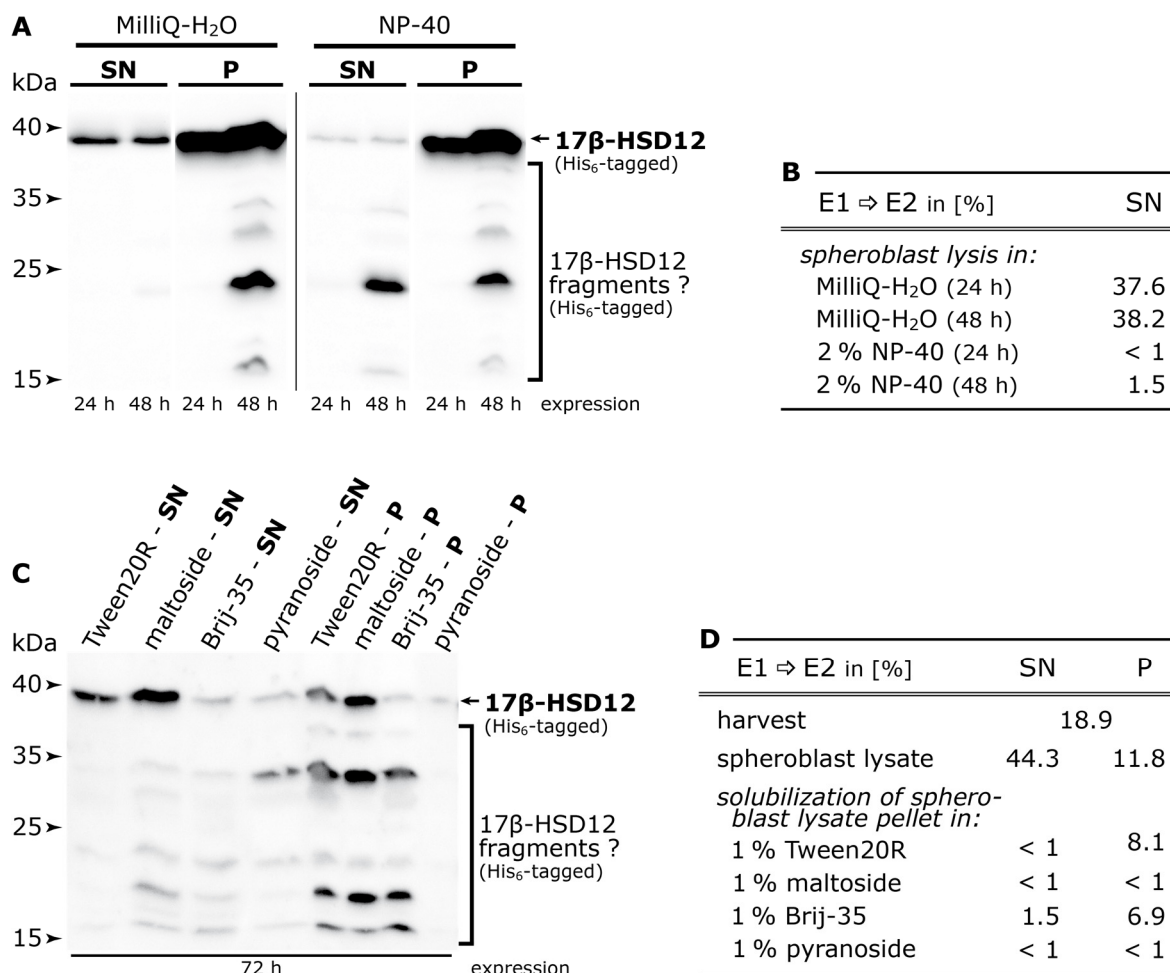 A
MilliQ-H₂O NP-40
SN P SN P
kDa
40
35
25
15
17β-HSD12
(His₆-tagged)
17β-HSD12
fragments ?
(His₆-tagged)
24 h 48 h 24 h 48 h 24 h 48 h 24 h 48 h expression
B
E1 ⇨ E2 in [%] SN
spheroblast lysis in:
MilliQ-H₂O (24 h) 37.6
MilliQ-H₂O (48 h) 38.2
2 % NP-40 (24 h) < 1
2 % NP-40 (48 h) 1.5
C
Tween20R - SN
maltoside - SN
Brij-35 - SN
pyranoside - SN
Tween20R - P
maltoside - P
Brij-35 - P
pyranoside - P
kDa
40
35
25
15
17β-HSD12
(His₆-tagged)
17β-HSD12
fragments ?
(His₆-tagged)
72 h expression
D
E1 ⇨ E2 in [%] SN P
harvest 18.9
spheroblast lysate 44.3 11.8
solubilization of sphero-
blast lysate pellet in:
1 % Tween20R < 1 8.1
1 % maltoside < 1 < 1
1 % Brij-35 1.5 6.9
1 % pyranoside < 1 < 1